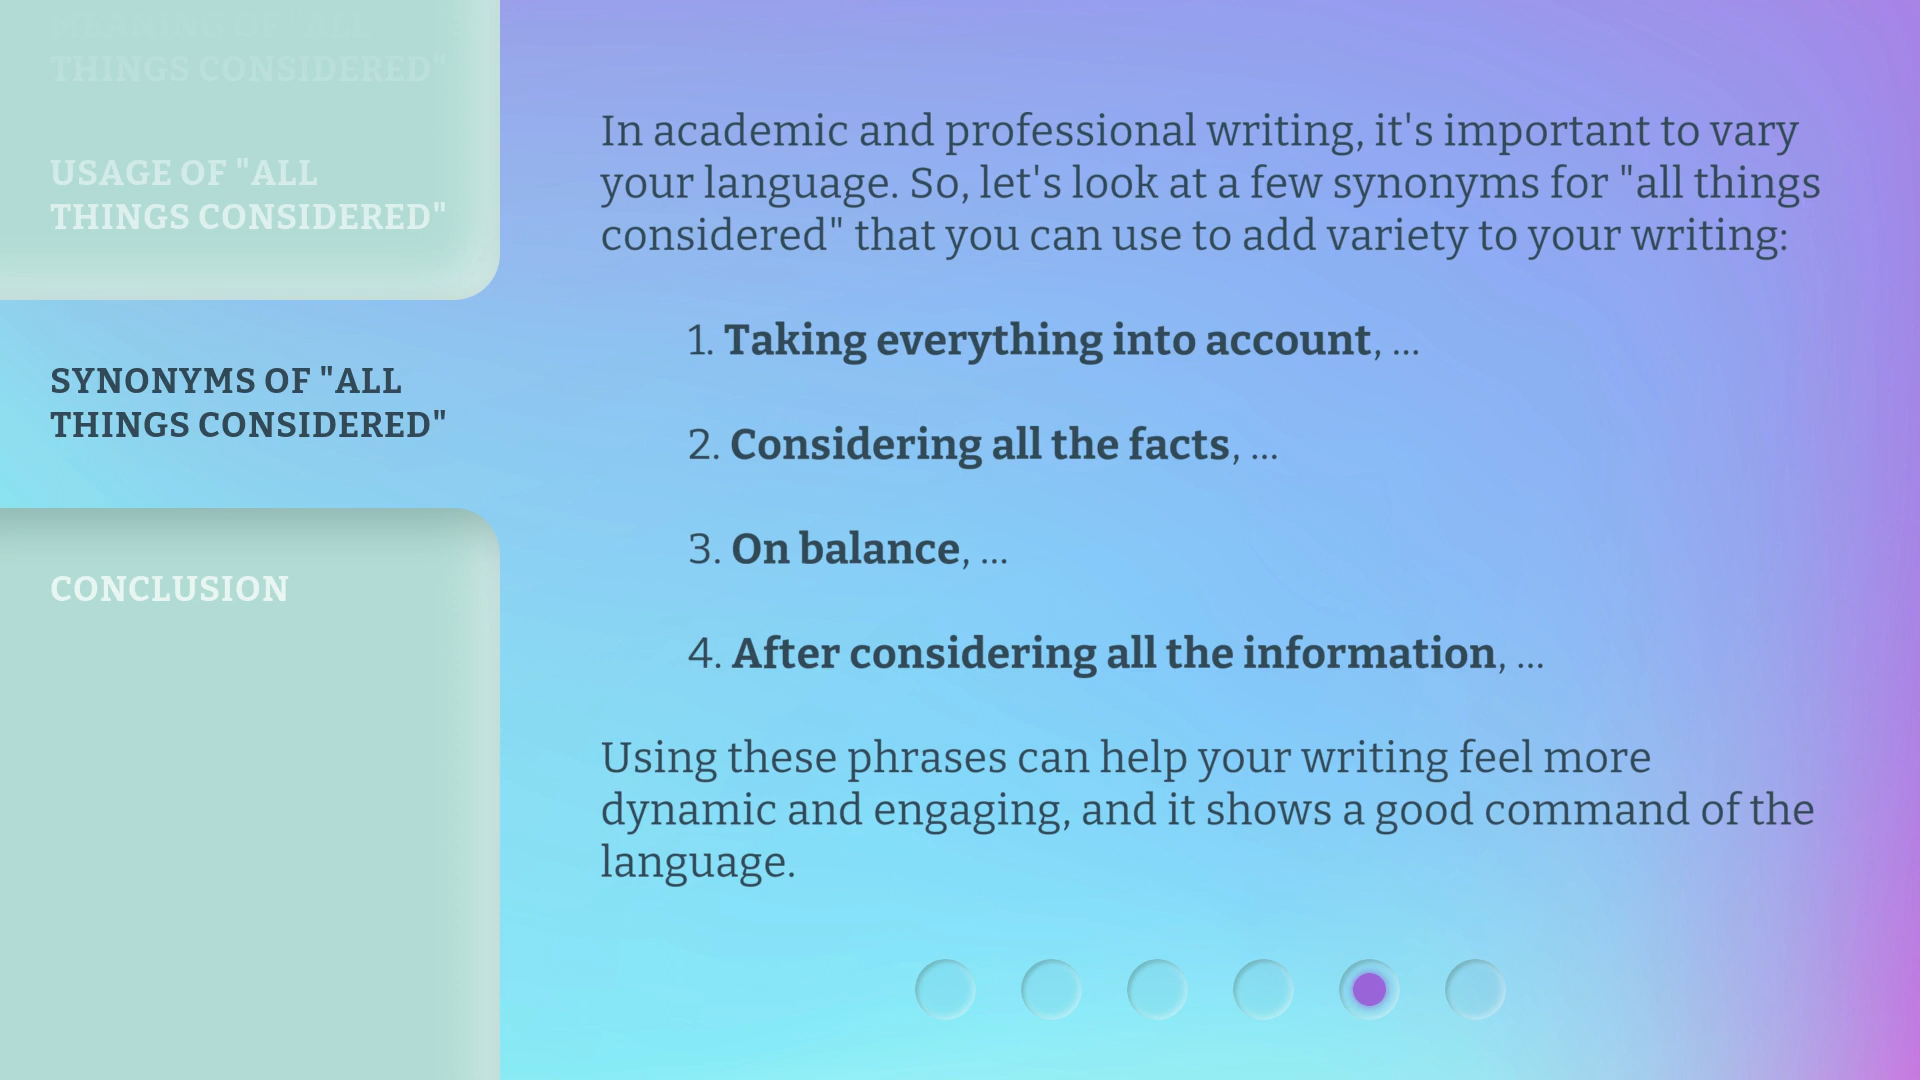 MEANING OF "ALL
THINGS CONSIDERED"
USAGE OF "ALL
THINGS CONSIDERED"
SYNONYMS OF "ALL
THINGS CONSIDERED"
CONCLUSION
In academic and professional writing, it's important to vary
your language. So, let's look at a few synonyms for "all things
considered" that you can use to add variety to your writing:
1. Taking everything into account, ...
2. Considering all the facts, ...
3. On balance, ...
4. After considering all the information, ...
Using these phrases can help your writing feel more
dynamic and engaging, and it shows a good command of the
language.